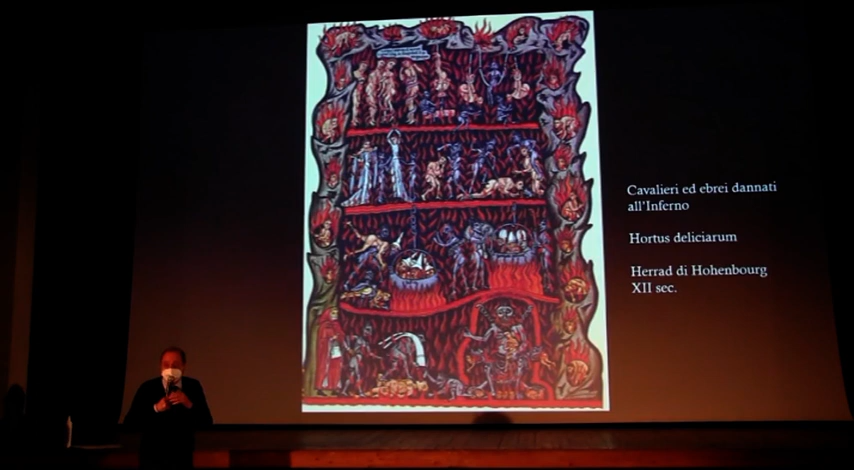 Cavalieri ed ebrei dannati
all'Inferno
Hortus deliciarum
Herrad di Hohenbourg
XII sec.